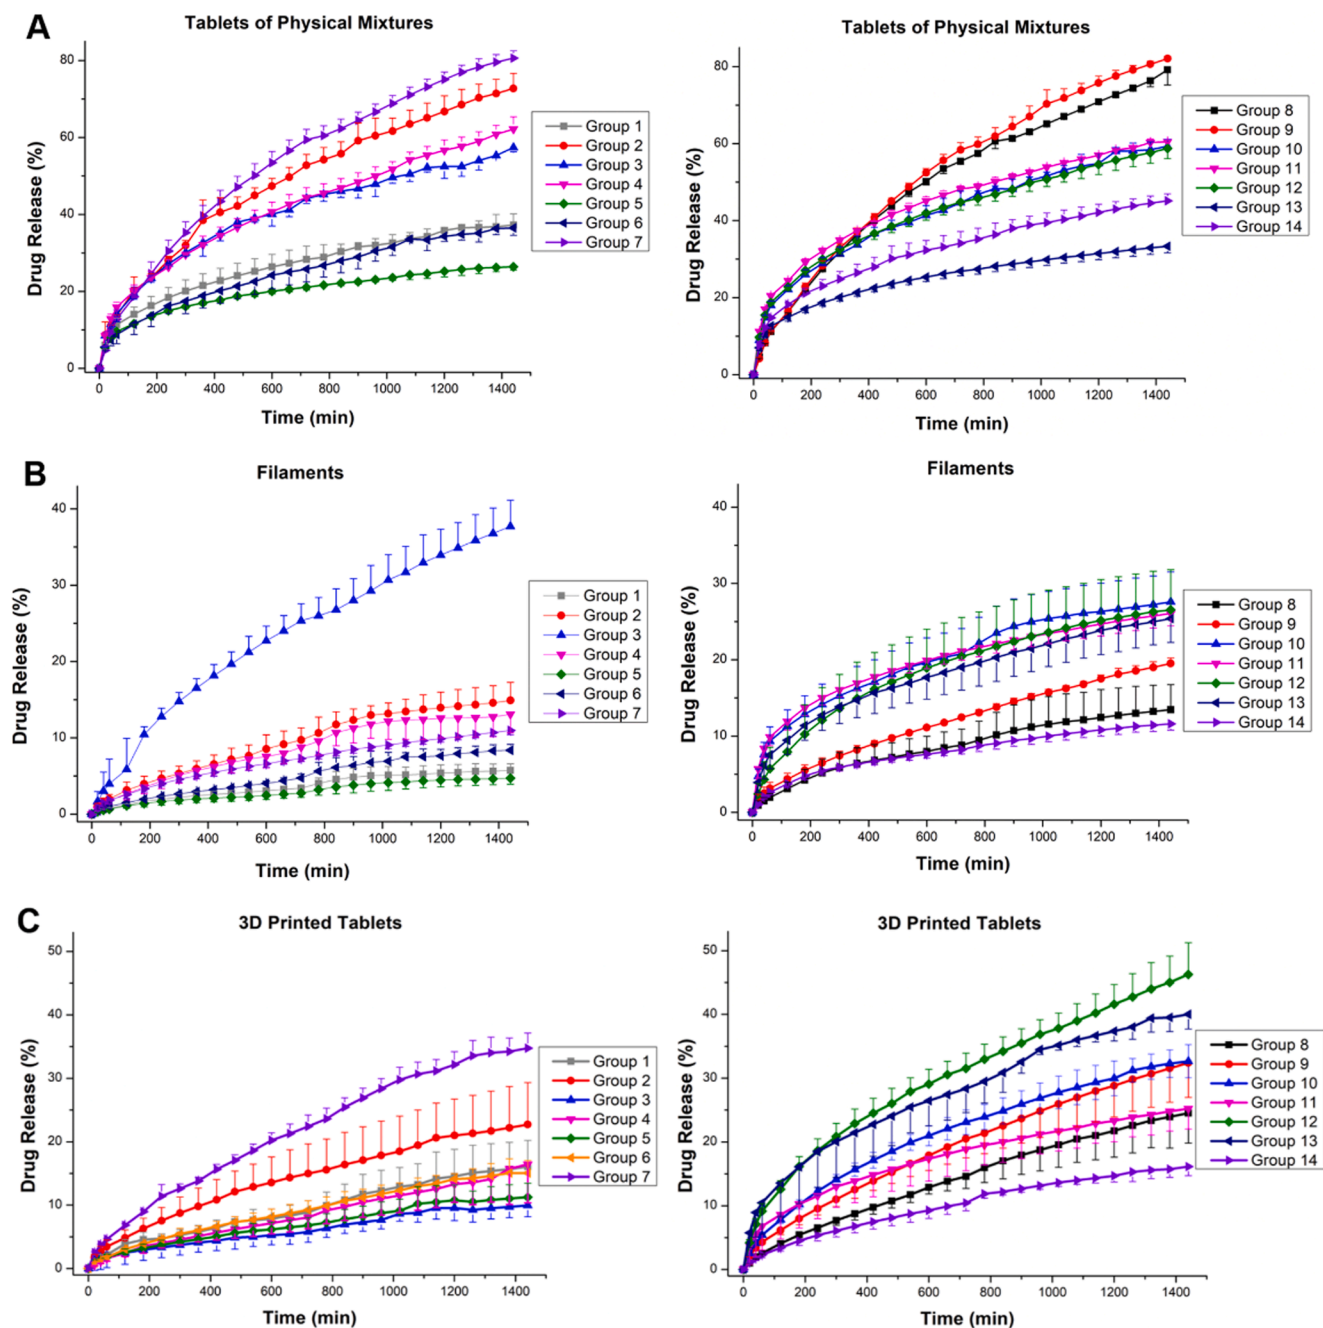 A
Tablets of Physical Mixtures
Drug Release (%)
80
60
40
20
0
0 200 400 600 800 1000 1200 1400
Time (min)
Group 1
Group 2
Group 3
Group 4
Group 5
Group 6
Group 7
Tablets of Physical Mixtures
Drug Release (%)
80
60
40
20
0
0 200 400 600 800 1000 1200 1400
Time (min)
Group 8
Group 9
Group 10
Group 11
Group 12
Group 13
Group 14
B
Filaments
Drug Release (%)
40
30
20
10
0
0 200 400 600 800 1000 1200 1400
Time (min)
Group 1
Group 2
Group 3
Group 4
Group 5
Group 6
Group 7
Filaments
Drug Release (%)
40
30
20
10
0
0 200 400 600 800 1000 1200 1400
Time (min)
Group 8
Group 9
Group 10
Group 11
Group 12
Group 13
Group 14
C
3D Printed Tablets
Drug Release (%)
50
40
30
20
10
0
0 200 400 600 800 1000 1200 1400
Time (min)
Group 1
Group 2
Group 3
Group 4
Group 5
Group 6
Group 7
3D Printed Tablets
Drug Release (%)
50
40
30
20
10
0
0 200 400 600 800 1000 1200 1400
Time (min)
Group 8
Group 9
Group 10
Group 11
Group 12
Group 13
Group 14